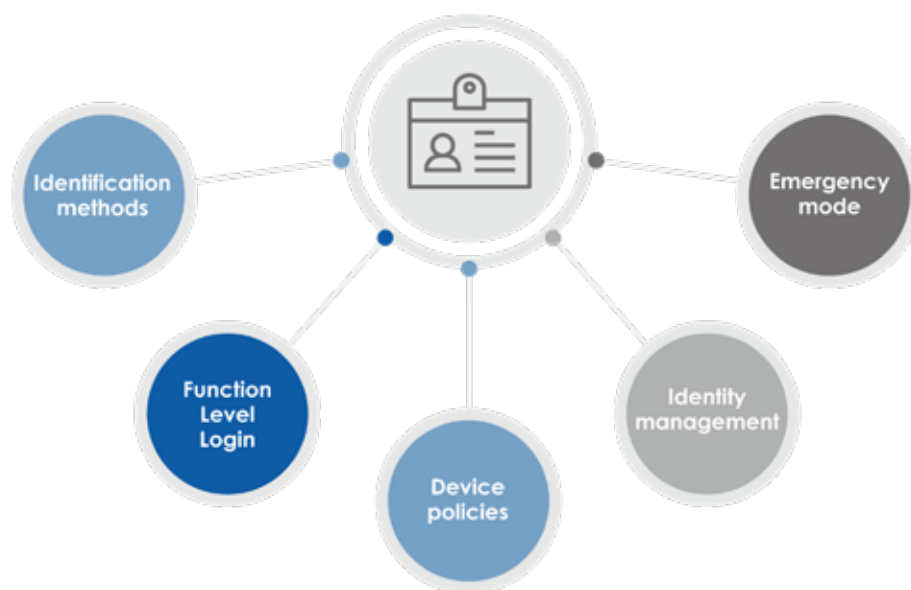 Identification
methods
Emergency
mode
Function
Level
Login
Identity
management
Device
policies